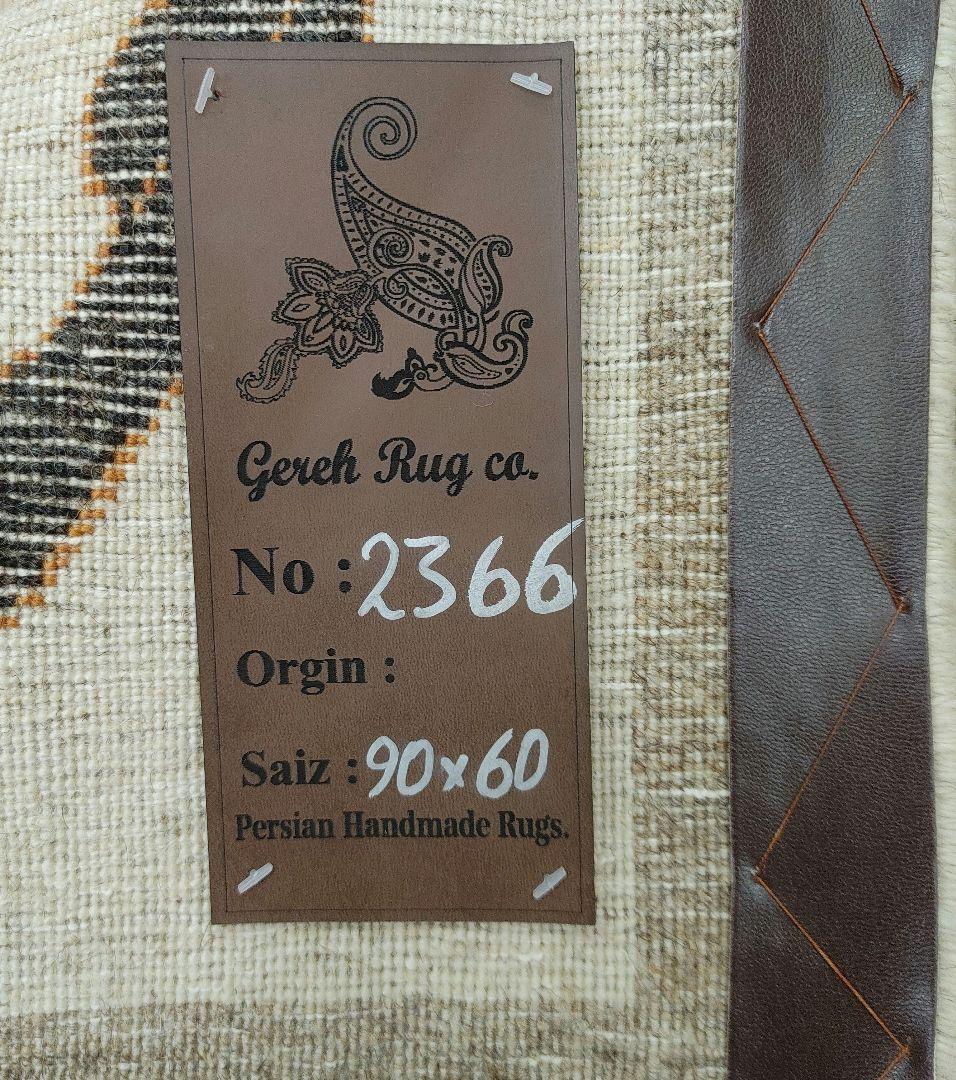 Gereh Rug co.
No : 2366
Orgin :
Saiz : 90x60
Persian Handmade Rugs.